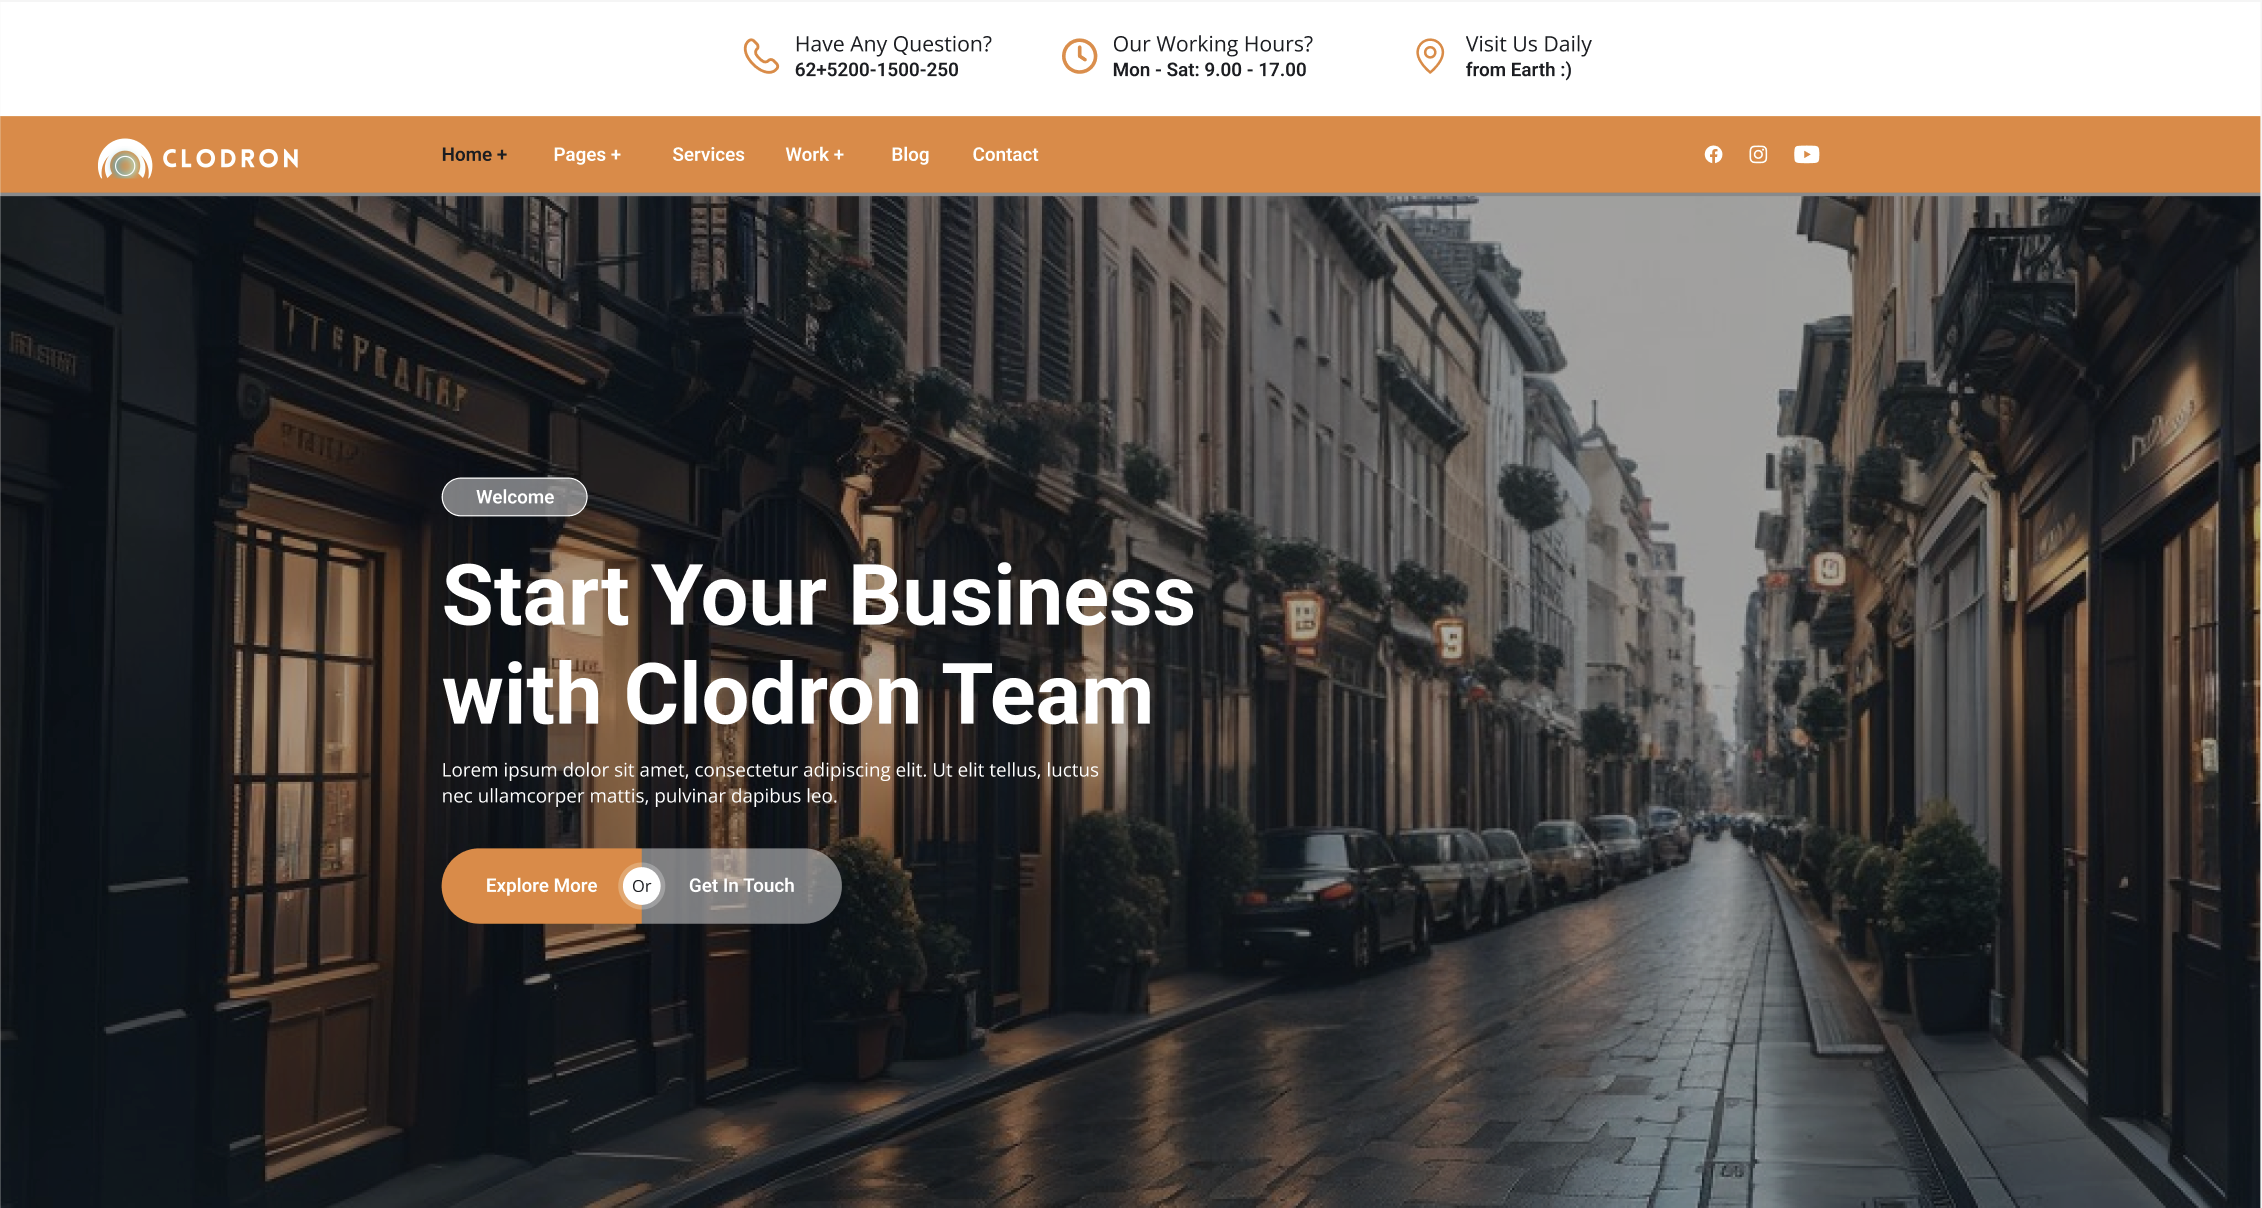 Have Any Question?
62+5200-1500-250
Our Working Hours?
Mon - Sat: 9.00 - 17.00
Visit Us Daily
from Earth :)
CLODRON
Home +
Pages +
Services
Work +
Blog
Contact
Welcome
Start Your Business
with Clodron Team
Lorem ipsum dolor sit amet, consectetur adipiscing elit. Ut elit tellus, luctus
nec ullamcorper mattis, pulvinar dapibus leo.
Explore More
Or
Get In Touch